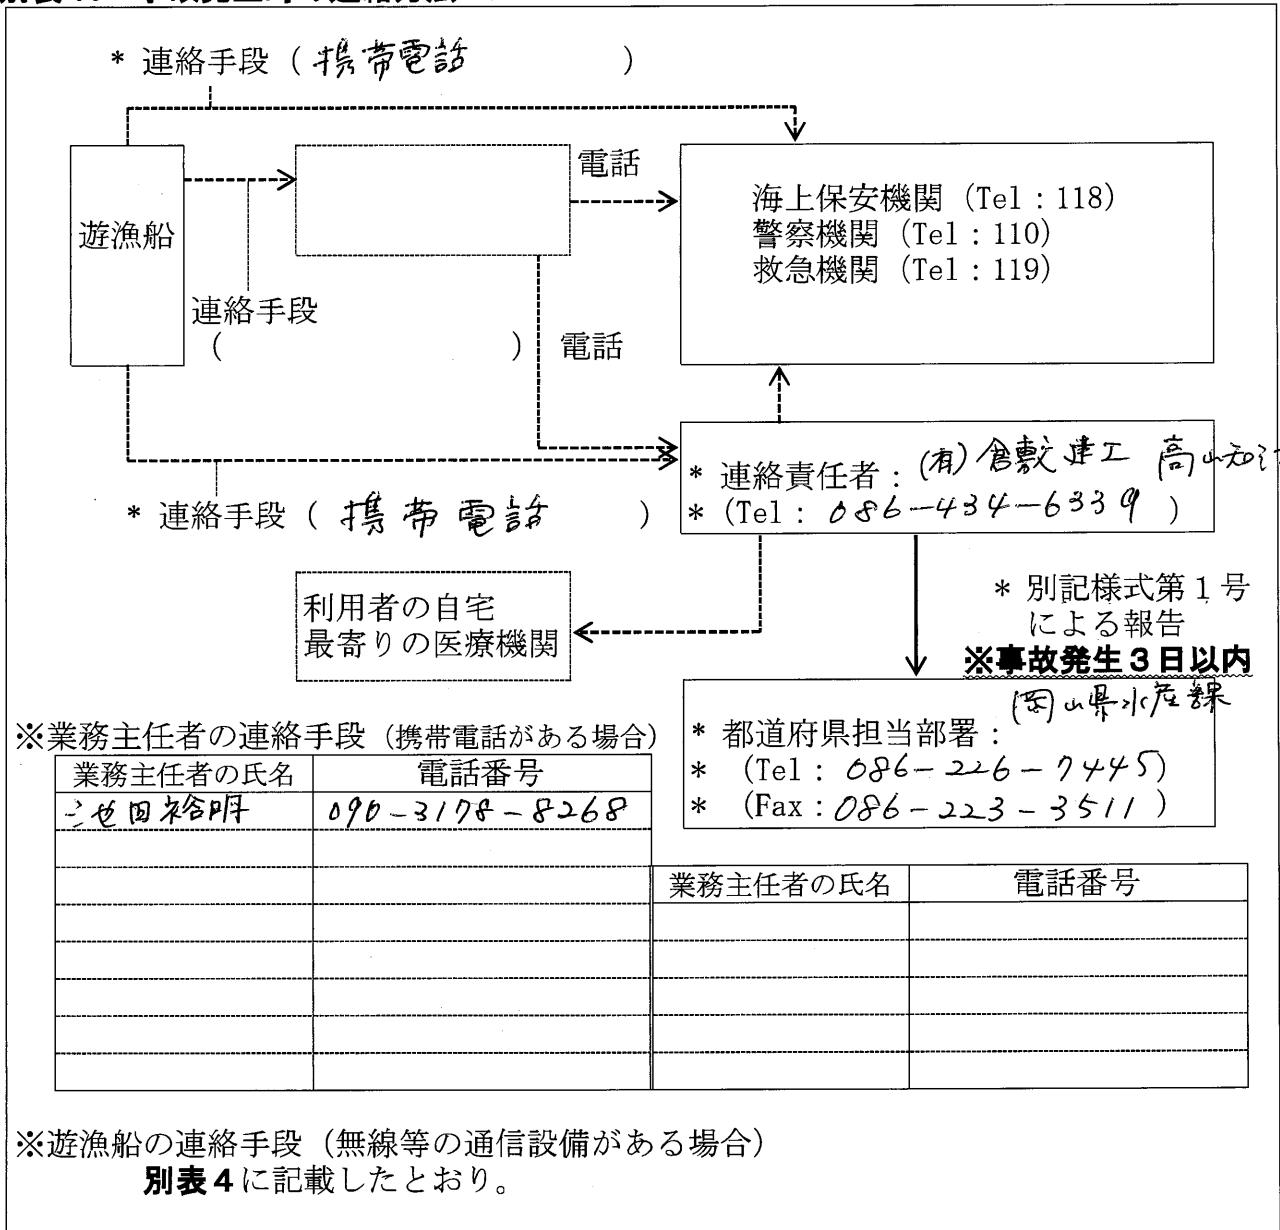 * 連絡手段（携帯電話）
電話
遊漁船
海上保安機関（Tel：118）
警察機関（Tel：110）
救急機関（Tel：119）
連絡手段
（ ）
電話
* 連絡責任者：(有)倉敷建工 高山
* （Tel：086-434-6339）
* 連絡手段（携帯電話）
利用者の自宅
最寄りの医療機関
* 別記様式第１号
による報告
※事故発生３日以内
* 都道府県担当部署：岡山県水産課
* （Tel：086-226-7445）
* （Fax：086-223-3511）
※業務主任者の連絡手段（携帯電話がある場合）
業務主任者の氏名 電話番号
池田裕明 090-3178-8268
業務主任者の氏名 電話番号
※遊漁船の連絡手段（無線等の通信設備がある場合）
別表４に記載したとおり。